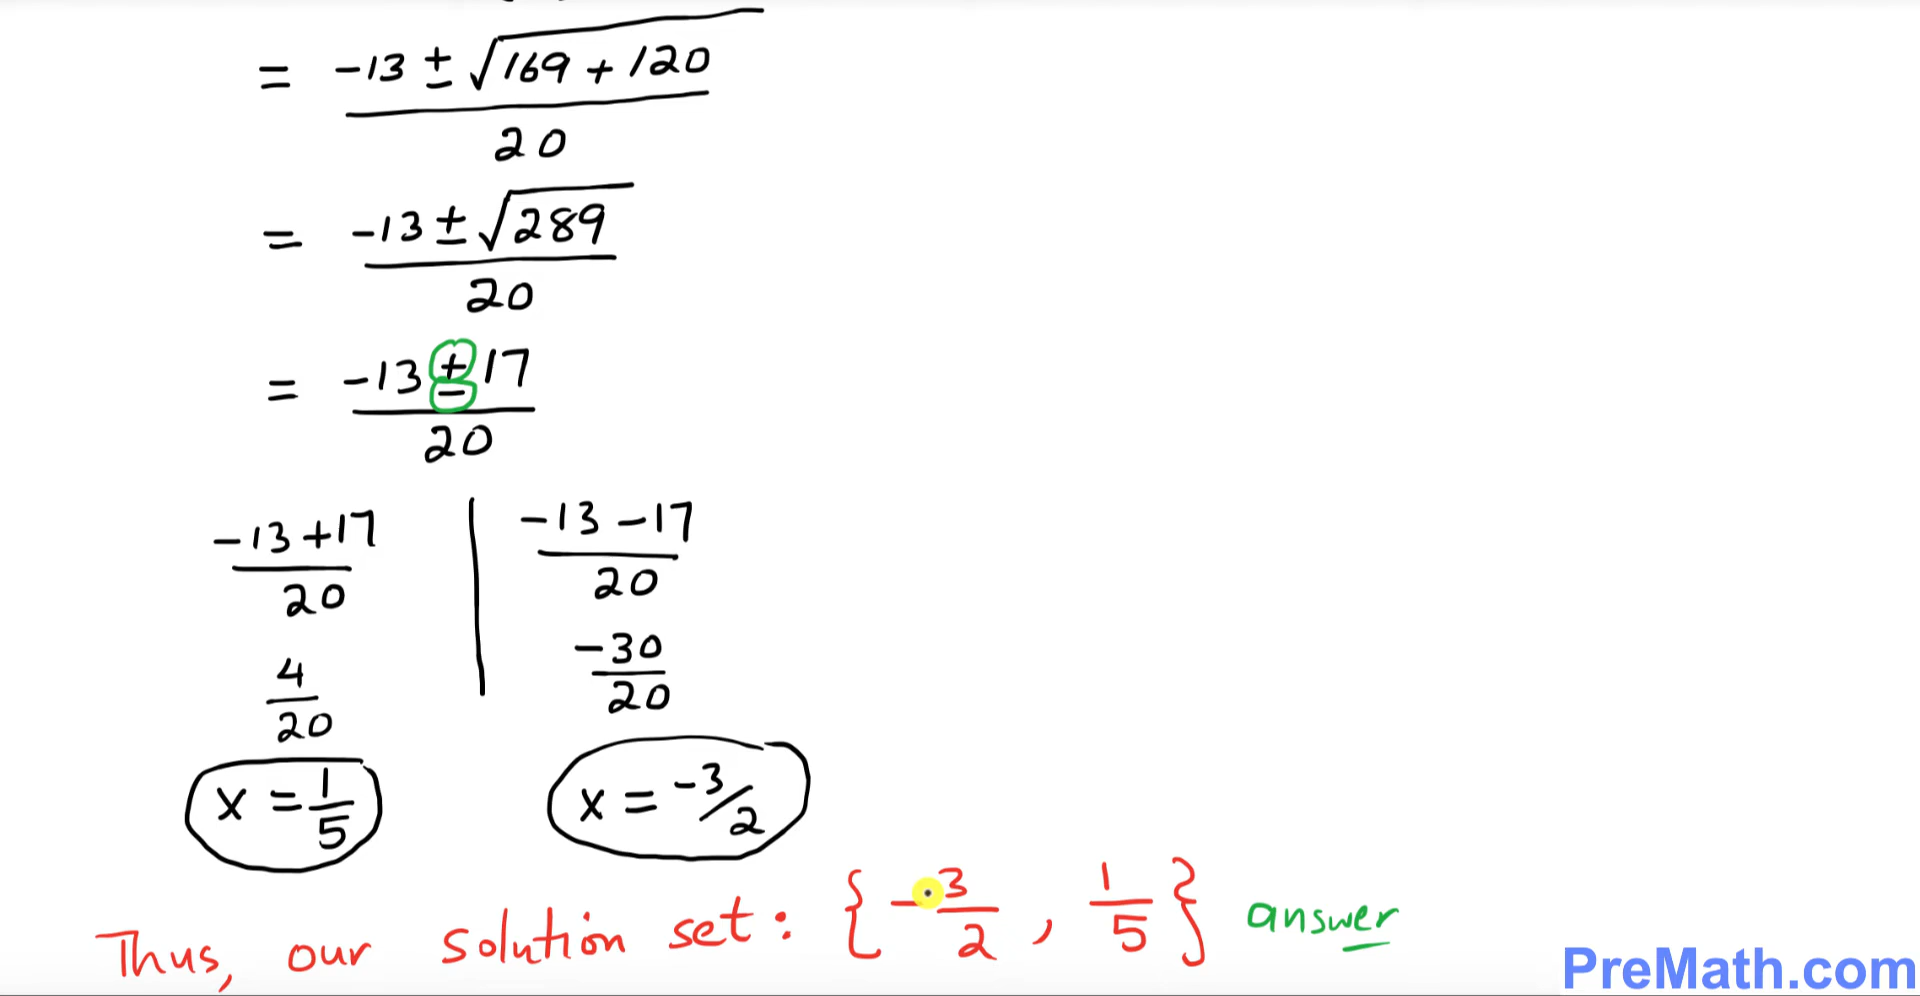 = -13 ± √169 + 120
20
= -13 ± √289
20
= -13 ± 17
20
-13 + 17
20
4
20
x = 1/5
-13 - 17
20
-30
20
x = -3/2
Thus, our solution set: { -3/2 , 1/5 } answer
PreMath.com